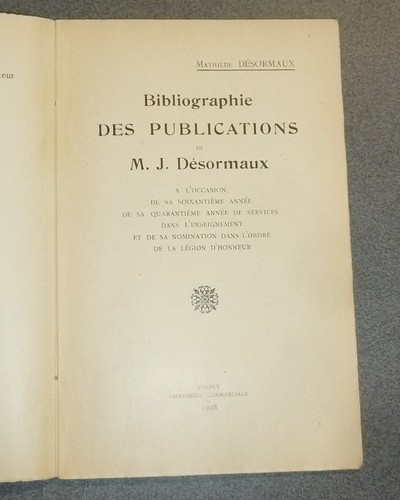 teur
Mathilde DÉSORMAUX
Bibliographie
DES PUBLICATIONS
DE
M. J. Désormaux
A L'OCCASION
DE SA SOIXANTIÈME ANNÉE
DE SA QUARANTIÈME ANNÉE DE SERVICES
DANS L'ENSEIGNEMENT
ET DE SA NOMINATION DANS L'ORDRE
DE LA LÉGION D'HONNEUR
ANNECY
IMPRIMERIE COMMERCIALE
1928